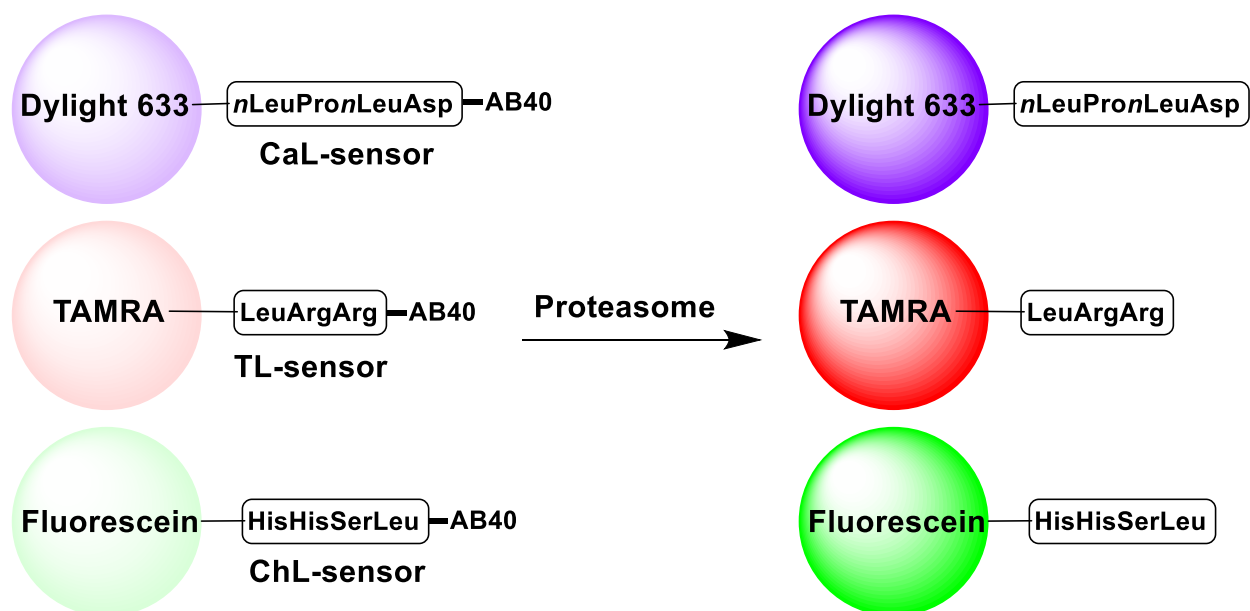 Dylight 633 nLeuPronLeuAsp AB40
CaL-sensor
TAMRA LeuArgArg AB40
TL-sensor
Fluorescein HisHisSerLeu AB40
ChL-sensor
Proteasome
Dylight 633 nLeuPronLeuAsp
TAMRA LeuArgArg
Fluorescein HisHisSerLeu